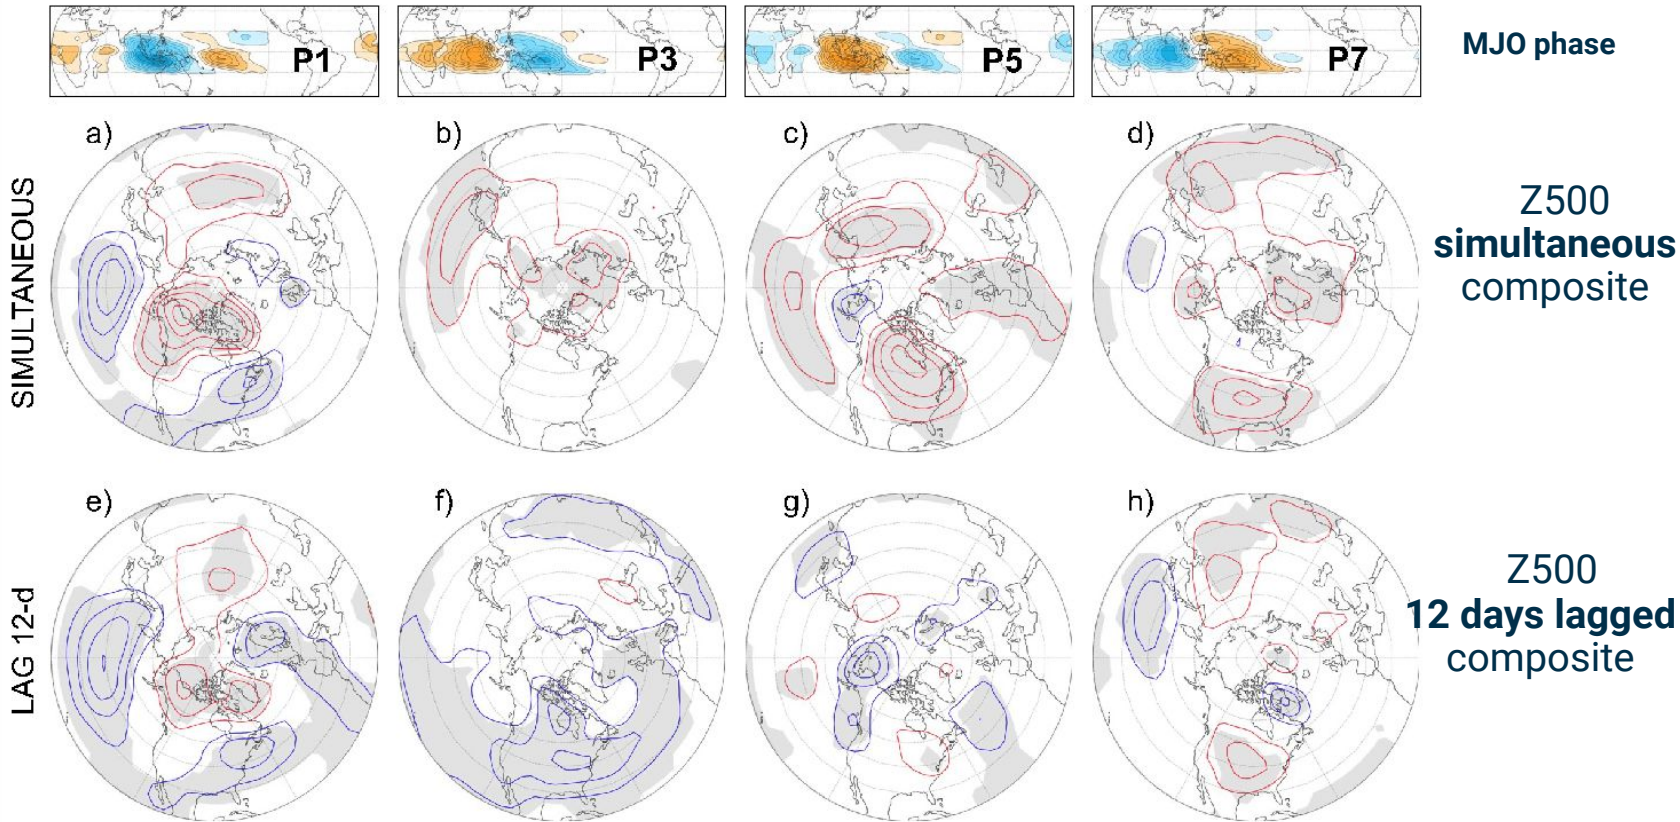 P1
P3
P5
P7
MJO phase
a)
b)
c)
d)
SIMULTANEOUS
Z500
simultaneous
composite
e)
f)
g)
h)
LAG 12-d
Z500
12 days lagged
composite